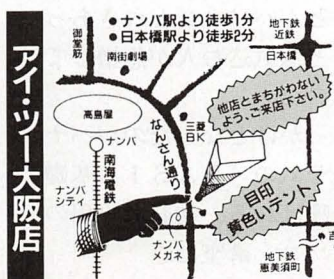 アイ・ツー大阪店
●ナンバ駅より徒歩1分
●日本橋駅より徒歩2分
御堂筋
南街劇場
地下鉄
近鉄
日本橋
高島屋
ナンバ
なんさん通り
三菱
BK
他店とまちがわない
よう、ご来店下さい。
南海電鉄
ナンバ
シティ
目印
黄色いテント
ナンバ
メガネ
地下鉄
恵美須町